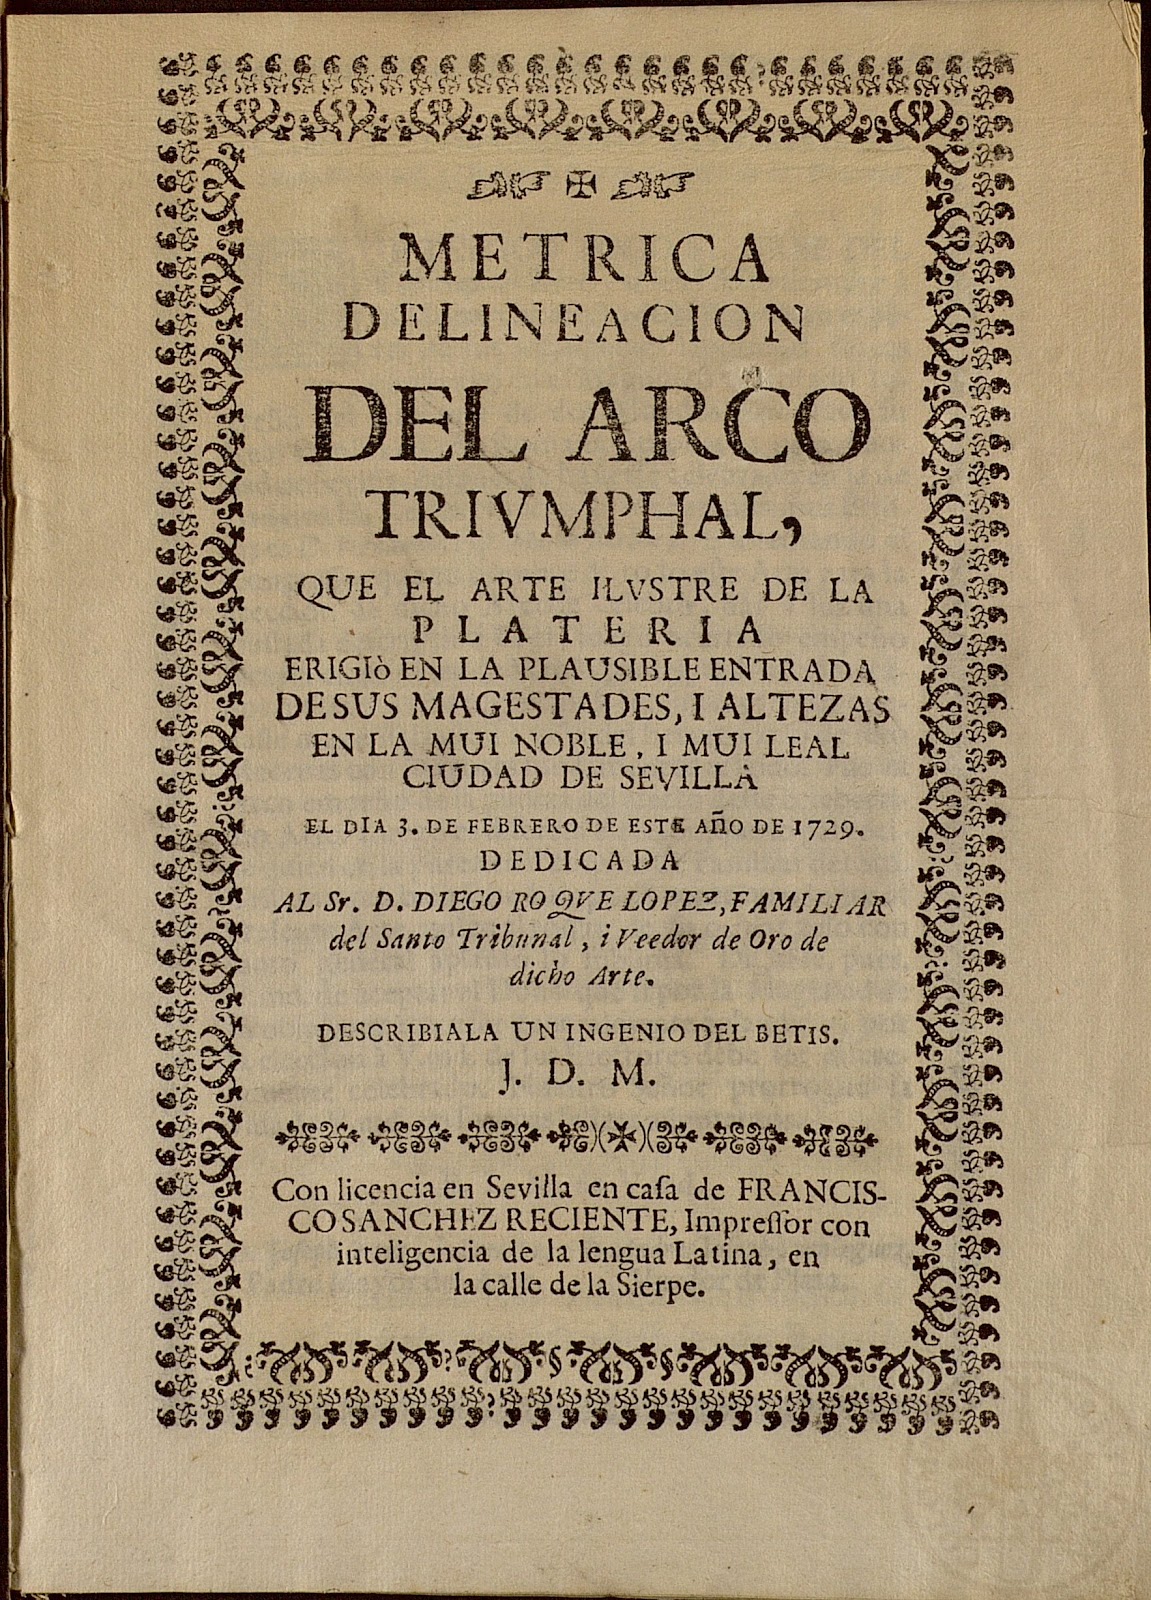 METRICA
DELINEACION
DEL ARCO
TRIVMPHAL,
QUE EL ARTE ILVSTRE DE LA
PLATERIA
ERIGIÒ EN LA PLAUSIBLE ENTRADA
DE SUS MAGESTADES, I ALTEZAS
EN LA MUI NOBLE, I MUI LEAL
CIUDAD DE SEVILLA
EL DIA 3. DE FEBRERO DE ESTE AÑO DE 1729.
DEDICADA
AL Sr. D. DIEGO ROQVE LOPEZ, FAMILIAR
del Santo Tribunal, i Veedor de Oro de
dicho Arte.
DESCRIBIALA UN INGENIO DEL BETIS.
J. D. M.
Con licencia en Sevilla en caſa de FRANCIS-
CO SANCHEZ RECIENTE, Impreſſor con
inteligencia de la lengua Latina, en
la calle de la Sierpe.